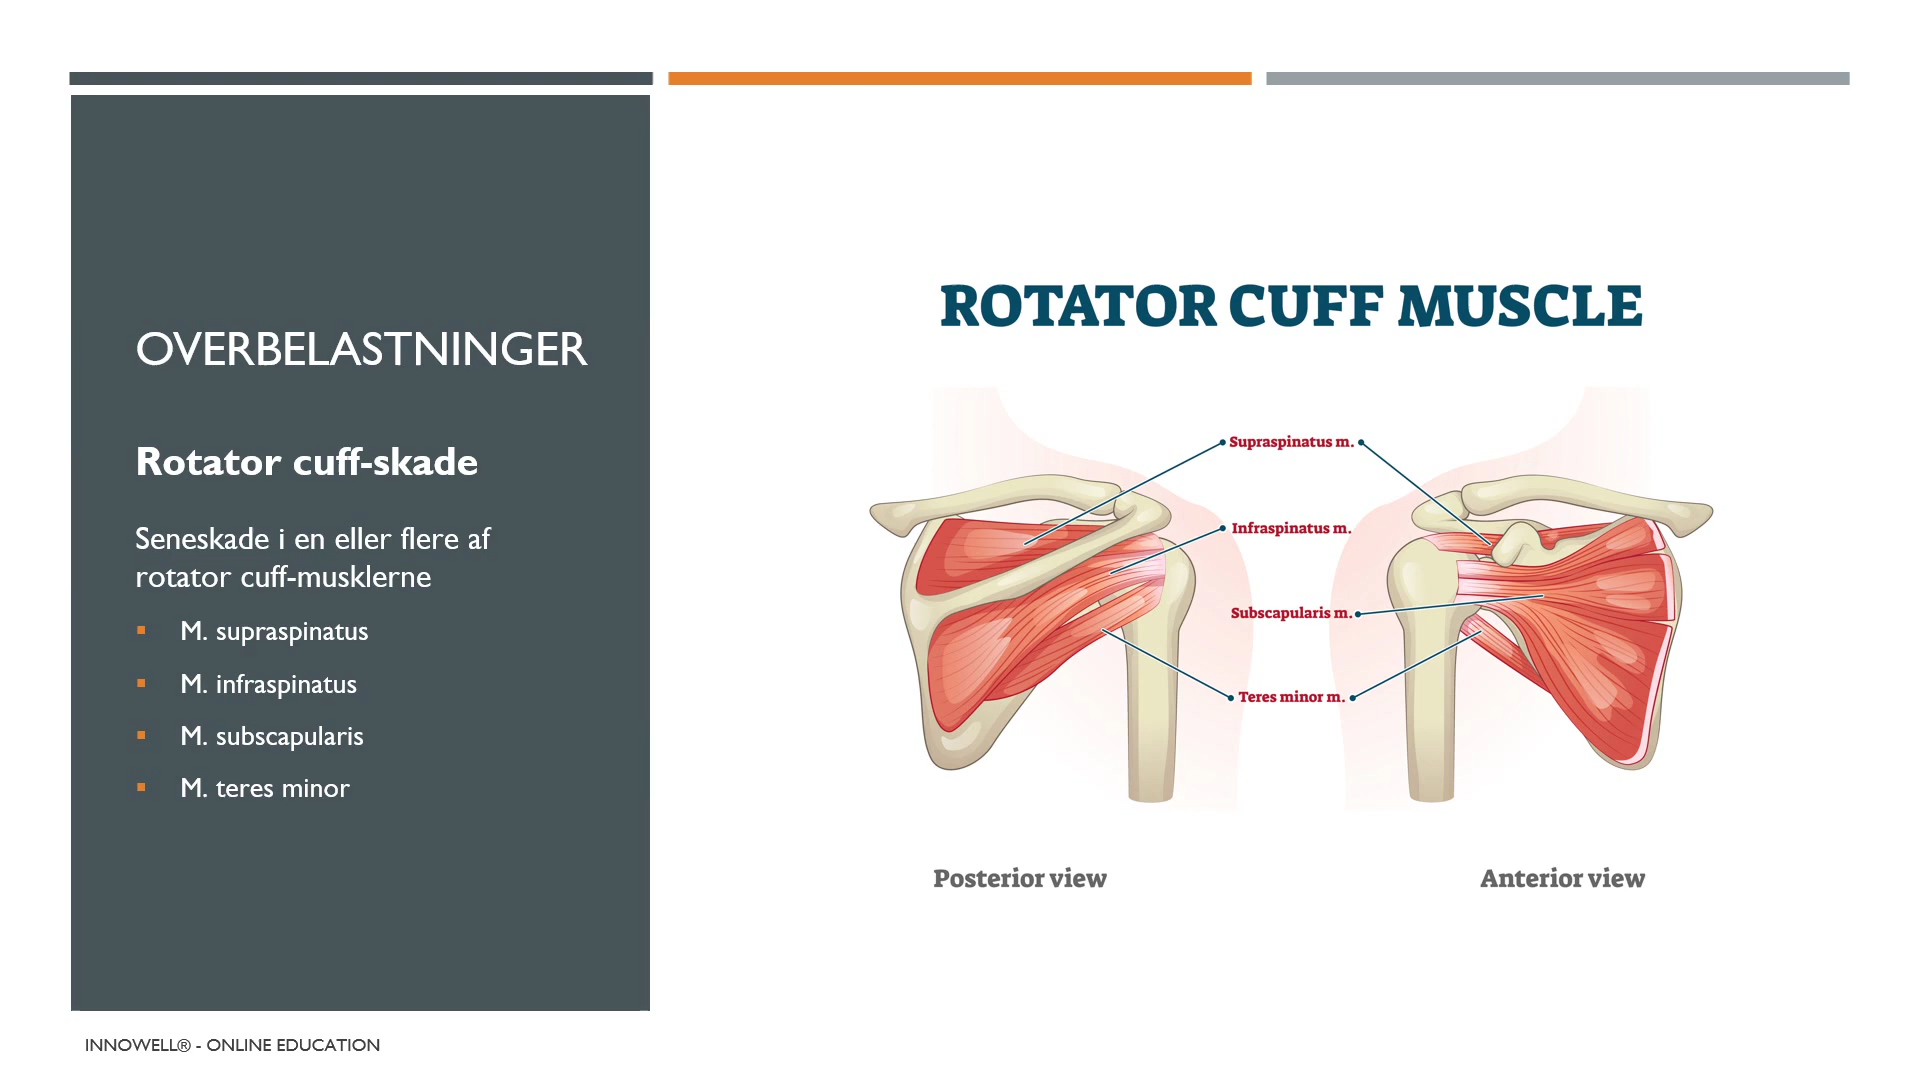 OVERBELASTNINGER
Rotator cuff-skade
Seneskade i en eller flere af
rotator cuff-musklerne
▪ M. supraspinatus
▪ M. infraspinatus
▪ M. subscapularis
▪ M. teres minor
ROTATOR CUFF MUSCLE
Supraspinatus m.
Infraspinatus m.
Subscapularis m.
Teres minor m.
Posterior view
Anterior view
INNOWELL® - ONLINE EDUCATION